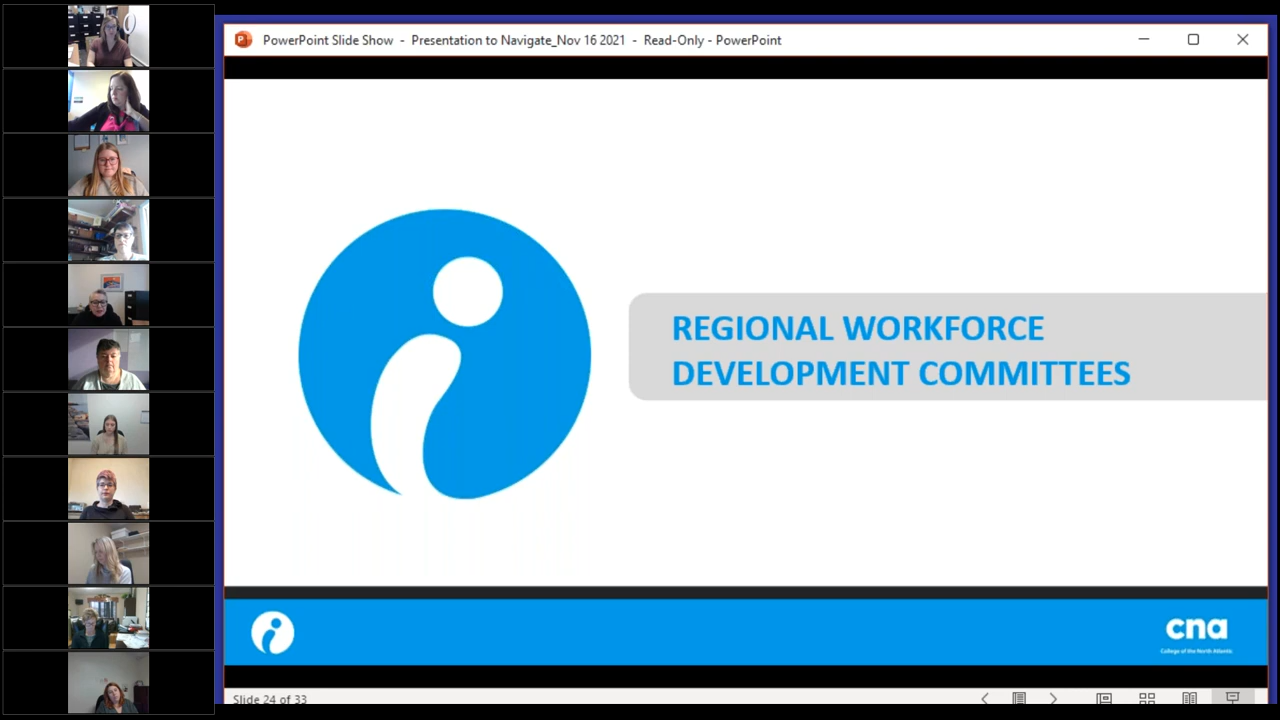 PowerPoint Slide Show - Presentation to Navigate_Nov 16 2021 - Read-Only - PowerPoint
REGIONAL WORKFORCE
DEVELOPMENT COMMITTEES
cna
College of the North Atlantic
Slide 24 of 33